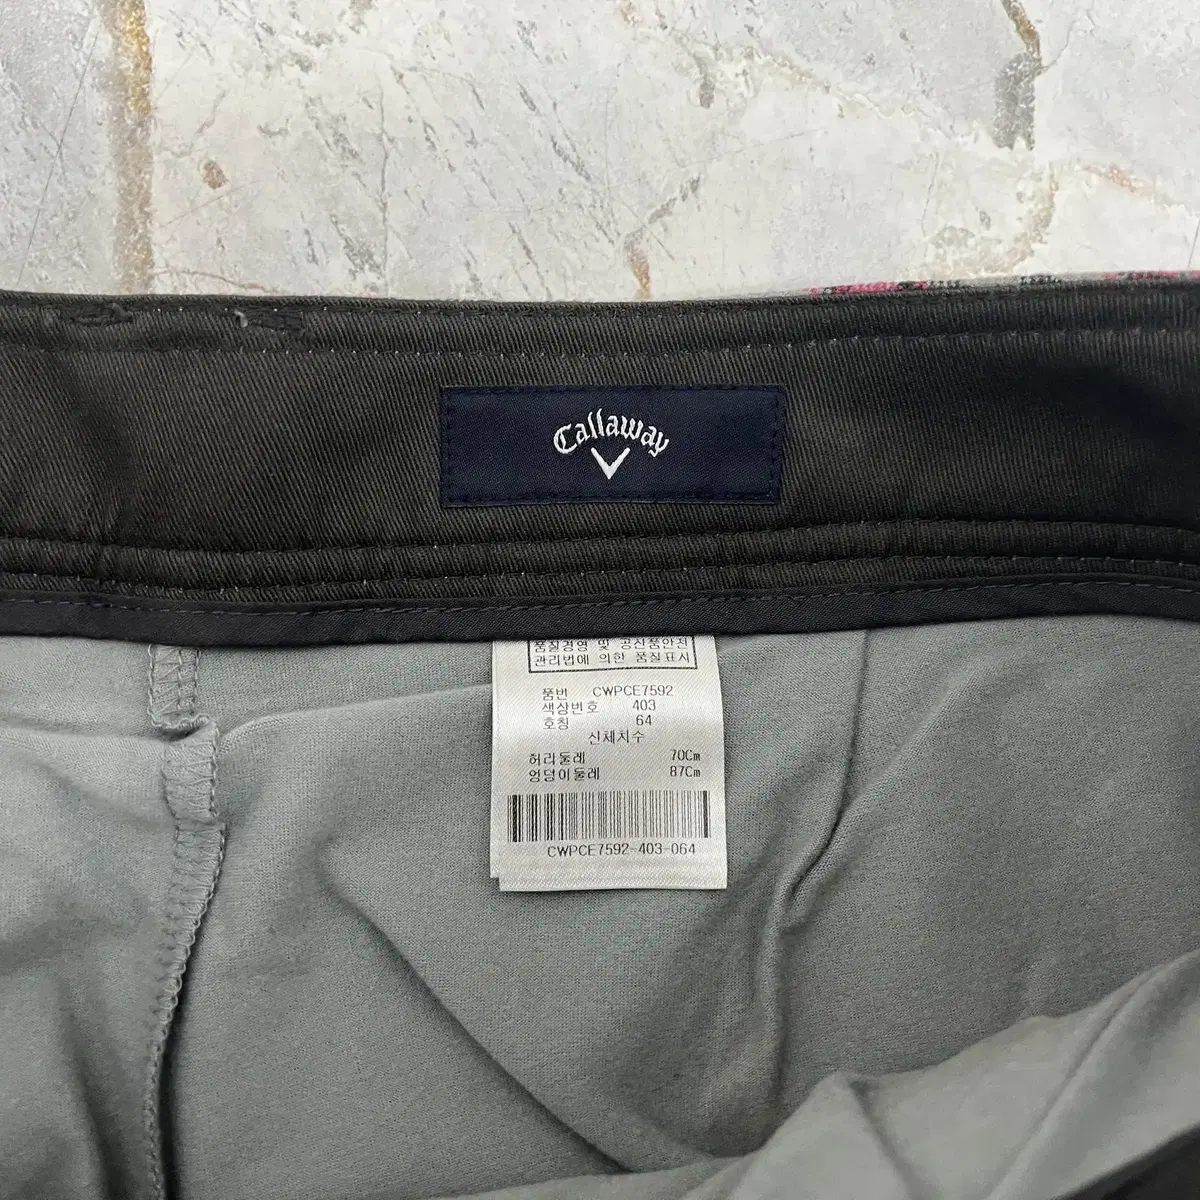 Callaway
품질경영 및 공산품안전
관리법에 의한 품질표시
품번 CWPCE7592
색상번호 403
호칭 64
신체치수
허리둘레 70Cm
엉덩이둘레 87Cm
CWPCE7592-403-064